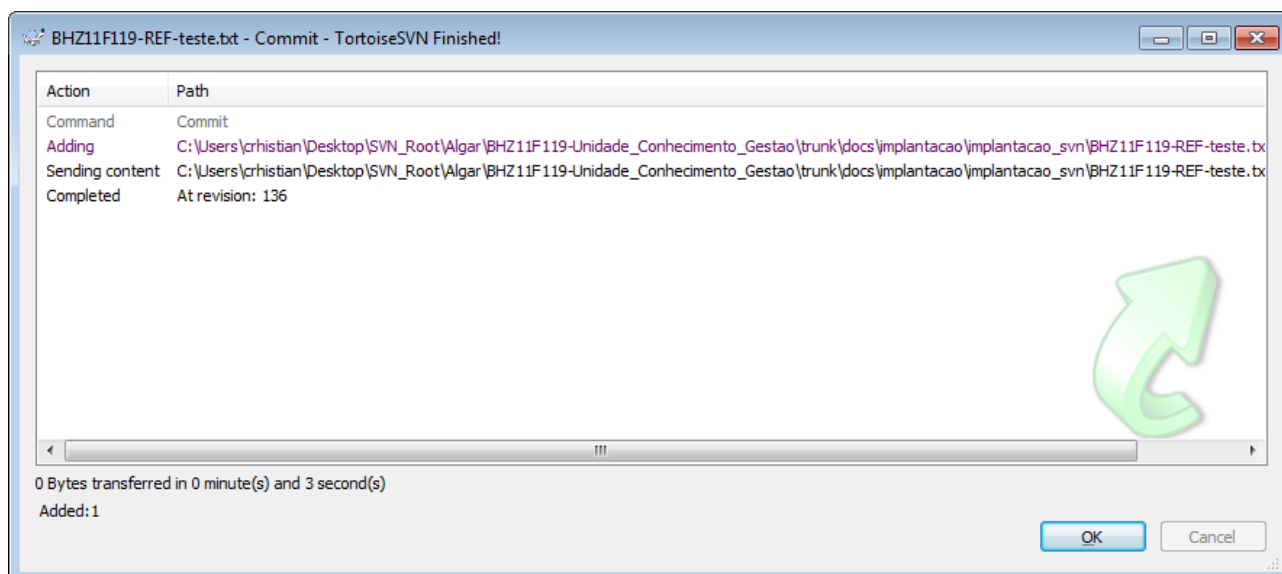 BHZ11F119-REF-teste.txt - Commit - TortoiseSVN Finished!
Action Path
Command Commit
Adding C:\Users\crhistian\Desktop\SVN_Root\Algar\BHZ11F119-Unidade_Conhecimento_Gestao\trunk\docs\implantacao\implantacao_svn\BHZ11F119-REF-teste.tx
Sending content C:\Users\crhistian\Desktop\SVN_Root\Algar\BHZ11F119-Unidade_Conhecimento_Gestao\trunk\docs\implantacao\implantacao_svn\BHZ11F119-REF-teste.tx
Completed At revision: 136
0 Bytes transferred in 0 minute(s) and 3 second(s)
Added:1
OK Cancel